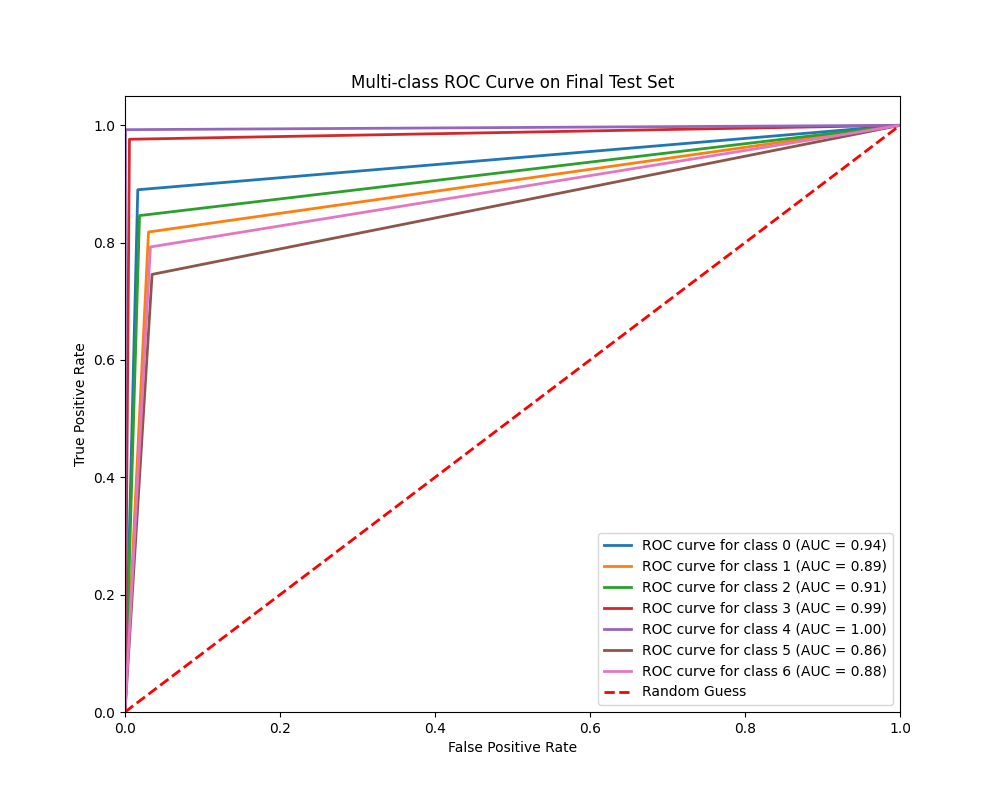 Multi-class ROC Curve on Final Test Set
True Positive Rate
1.0
0.8
0.6
0.4
0.2
0.0
ROC curve for class 0 (AUC = 0.94)
ROC curve for class 1 (AUC = 0.89)
ROC curve for class 2 (AUC = 0.91)
ROC curve for class 3 (AUC = 0.99)
ROC curve for class 4 (AUC = 1.00)
ROC curve for class 5 (AUC = 0.86)
ROC curve for class 6 (AUC = 0.88)
Random Guess
0.0 0.2 0.4 0.6 0.8 1.0
False Positive Rate